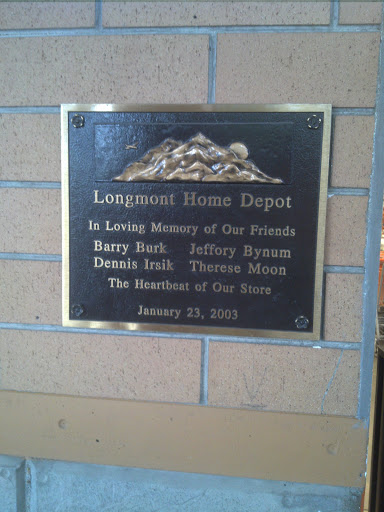 Longmont Home Depot
In Loving Memory of Our Friends
Barry Burk Jeffory Bynum
Dennis Irsik Therese Moon
The Heartbeat of Our Store
January 23, 2003